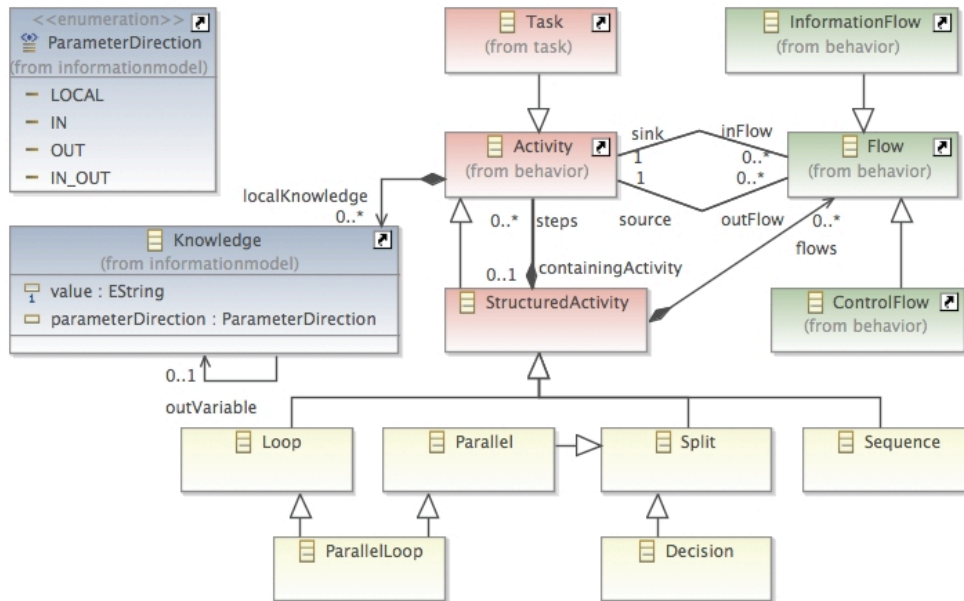 <<enumeration>>
ParameterDirection
(from informationmodel)
LOCAL
IN
OUT
IN_OUT
Task
(from task)
InformationFlow
(from behavior)
Activity
(from behavior)
sink
1
inFlow
0..*
1
source
0..*
outFlow
Flow
(from behavior)
localKnowledge
0..*
Knowledge
(from informationmodel)
1
value : EString
parameterDirection : ParameterDirection
0..1
outVariable
0..*
steps
0..1
containingActivity
StructuredActivity
0..*
flows
ControlFlow
(from behavior)
Loop
Parallel
Split
Sequence
ParallelLoop
Decision